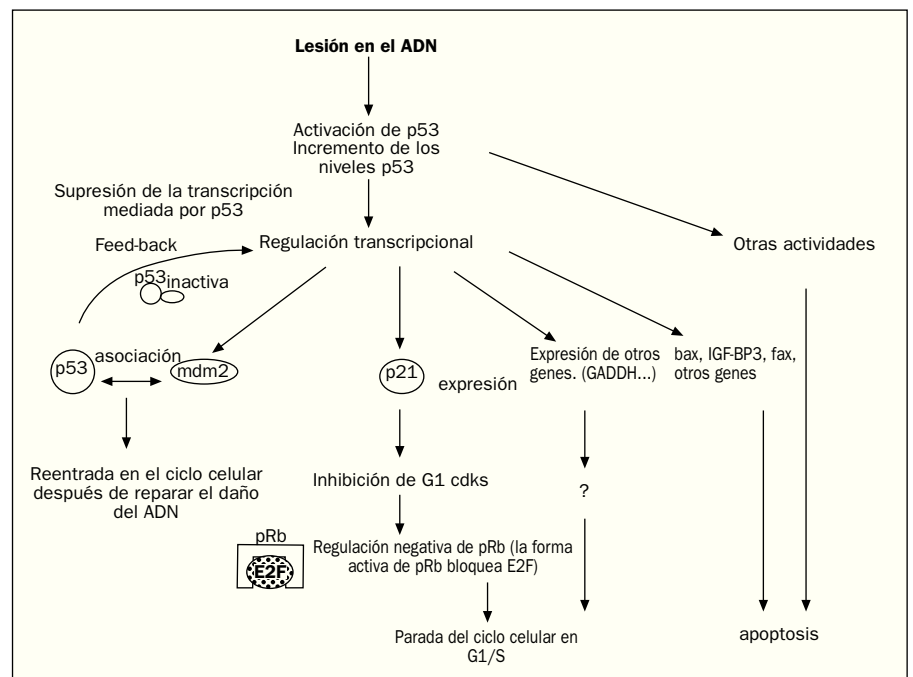 Lesión en el ADN
Activación de p53
Incremento de los
niveles p53
Supresión de la transcripción
mediada por p53
Feed-back
Regulación transcripcional
Otras actividades
p53 inactiva
p53
asociación
mdm2
p21
expresión
Expresión de otros
genes. (GADDH...)
bax, IGF-BP3, fax,
otros genes
Reentrada en el ciclo celular
después de reparar el daño
del ADN
Inhibición de G1 cdks
?
pRb
E2F
Regulación negativa de pRb (la forma
activa de pRb bloquea E2F)
Parada del ciclo celular en
G1/S
apoptosis